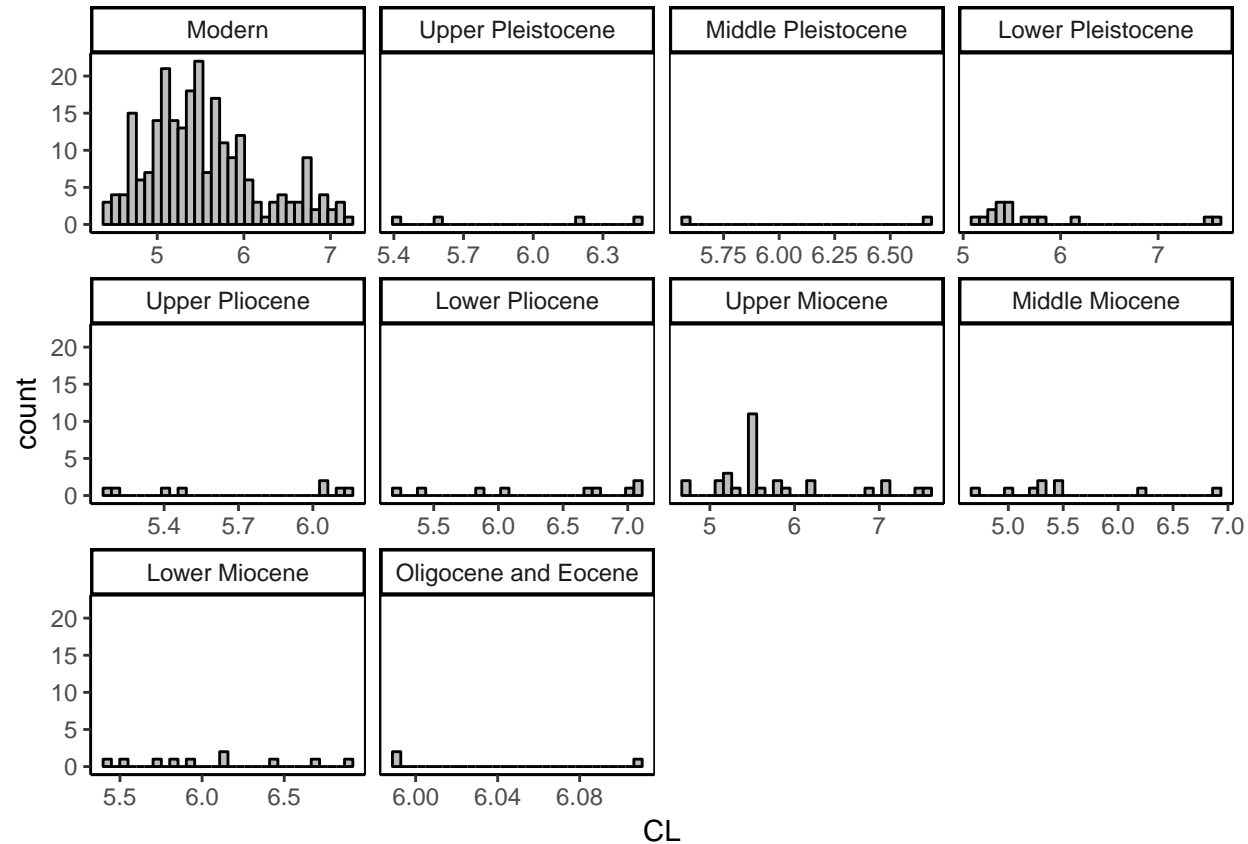 Modern Upper Pleistocene Middle Pleistocene Lower Pleistocene
20
15
10
5
0
5 6 7 5.4 5.7 6.0 6.3 5.75 6.00 6.25 6.50 5 6 7
Upper Pliocene Lower Pliocene Upper Miocene Middle Miocene
20
15
10
5
0
5.4 5.7 6.0 5.5 6.0 6.5 7.0 5 6 7 5.0 5.5 6.0 6.5 7.0
count
Lower Miocene Oligocene and Eocene
20
15
10
5
0
5.5 6.0 6.5 6.00 6.04 6.08
CL